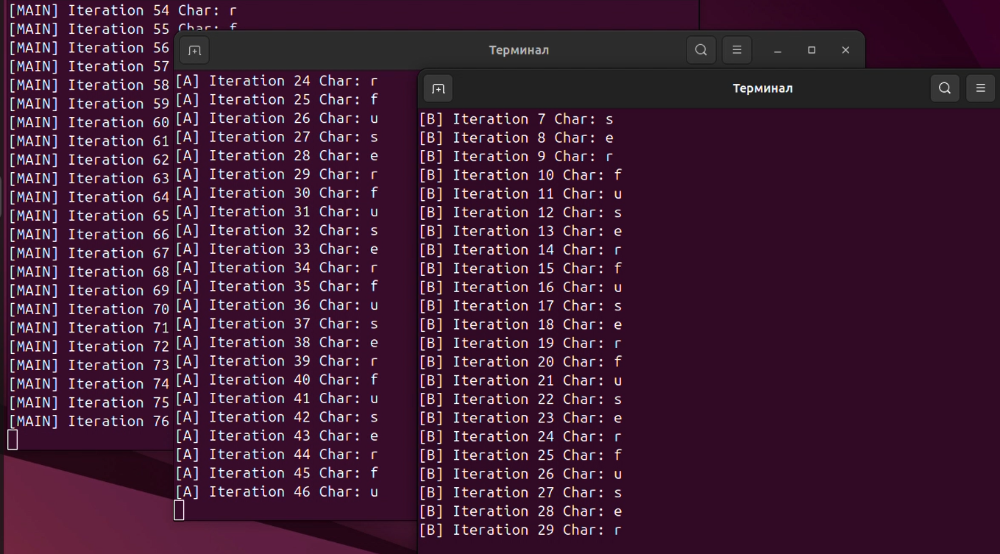 [MAIN] Iteration 54 Char: r
[MAIN] Iteration 55 Char: f
[MAIN] Iteration 56
[MAIN] Iteration 57
[MAIN] Iteration 58
[MAIN] Iteration 59
[MAIN] Iteration 60
[MAIN] Iteration 61
[MAIN] Iteration 62
[MAIN] Iteration 63
[MAIN] Iteration 64
[MAIN] Iteration 65
[MAIN] Iteration 66
[MAIN] Iteration 67
[MAIN] Iteration 68
[MAIN] Iteration 69
[MAIN] Iteration 70
[MAIN] Iteration 71
[MAIN] Iteration 72
[MAIN] Iteration 73
[MAIN] Iteration 74
[MAIN] Iteration 75
[MAIN] Iteration 76
Терминал
[A] Iteration 24 Char: r
[A] Iteration 25 Char: f
[A] Iteration 26 Char: u
[A] Iteration 27 Char: s
[A] Iteration 28 Char: e
[A] Iteration 29 Char: r
[A] Iteration 30 Char: f
[A] Iteration 31 Char: u
[A] Iteration 32 Char: s
[A] Iteration 33 Char: e
[A] Iteration 34 Char: r
[A] Iteration 35 Char: f
[A] Iteration 36 Char: u
[A] Iteration 37 Char: s
[A] Iteration 38 Char: e
[A] Iteration 39 Char: r
[A] Iteration 40 Char: f
[A] Iteration 41 Char: u
[A] Iteration 42 Char: s
[A] Iteration 43 Char: e
[A] Iteration 44 Char: r
[A] Iteration 45 Char: f
[A] Iteration 46 Char: u
Терминал
[B] Iteration 7 Char: s
[B] Iteration 8 Char: e
[B] Iteration 9 Char: r
[B] Iteration 10 Char: f
[B] Iteration 11 Char: u
[B] Iteration 12 Char: s
[B] Iteration 13 Char: e
[B] Iteration 14 Char: r
[B] Iteration 15 Char: f
[B] Iteration 16 Char: u
[B] Iteration 17 Char: s
[B] Iteration 18 Char: e
[B] Iteration 19 Char: r
[B] Iteration 20 Char: f
[B] Iteration 21 Char: u
[B] Iteration 22 Char: s
[B] Iteration 23 Char: e
[B] Iteration 24 Char: r
[B] Iteration 25 Char: f
[B] Iteration 26 Char: u
[B] Iteration 27 Char: s
[B] Iteration 28 Char: e
[B] Iteration 29 Char: r